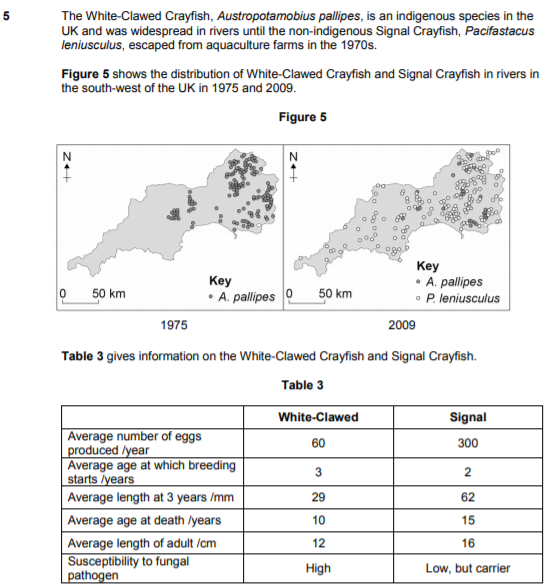 5
The White-Clawed Crayfish, Austropotamobius pallipes, is an indigenous species in the
UK and was widespread in rivers until the non-indigenous Signal Crayfish, Pacifastacus
leniusculus, escaped from aquaculture farms in the 1970s.
Figure 5 shows the distribution of White-Clawed Crayfish and Signal Crayfish in rivers in
the south-west of the UK in 1975 and 2009.
Figure 5
N
Key
A. pallipes
0 50 km
1975
N
Key
A. pallipes
P. leniusculus
0 50 km
2009
Table 3 gives information on the White-Clawed Crayfish and Signal Crayfish.
Table 3
White-Clawed Signal
Average number of eggs
produced /year 60 300
Average age at which breeding
starts /years 3 2
Average length at 3 years /mm 29 62
Average age at death /years 10 15
Average length of adult /cm 12 16
Susceptibility to fungal
pathogen High Low, but carrier